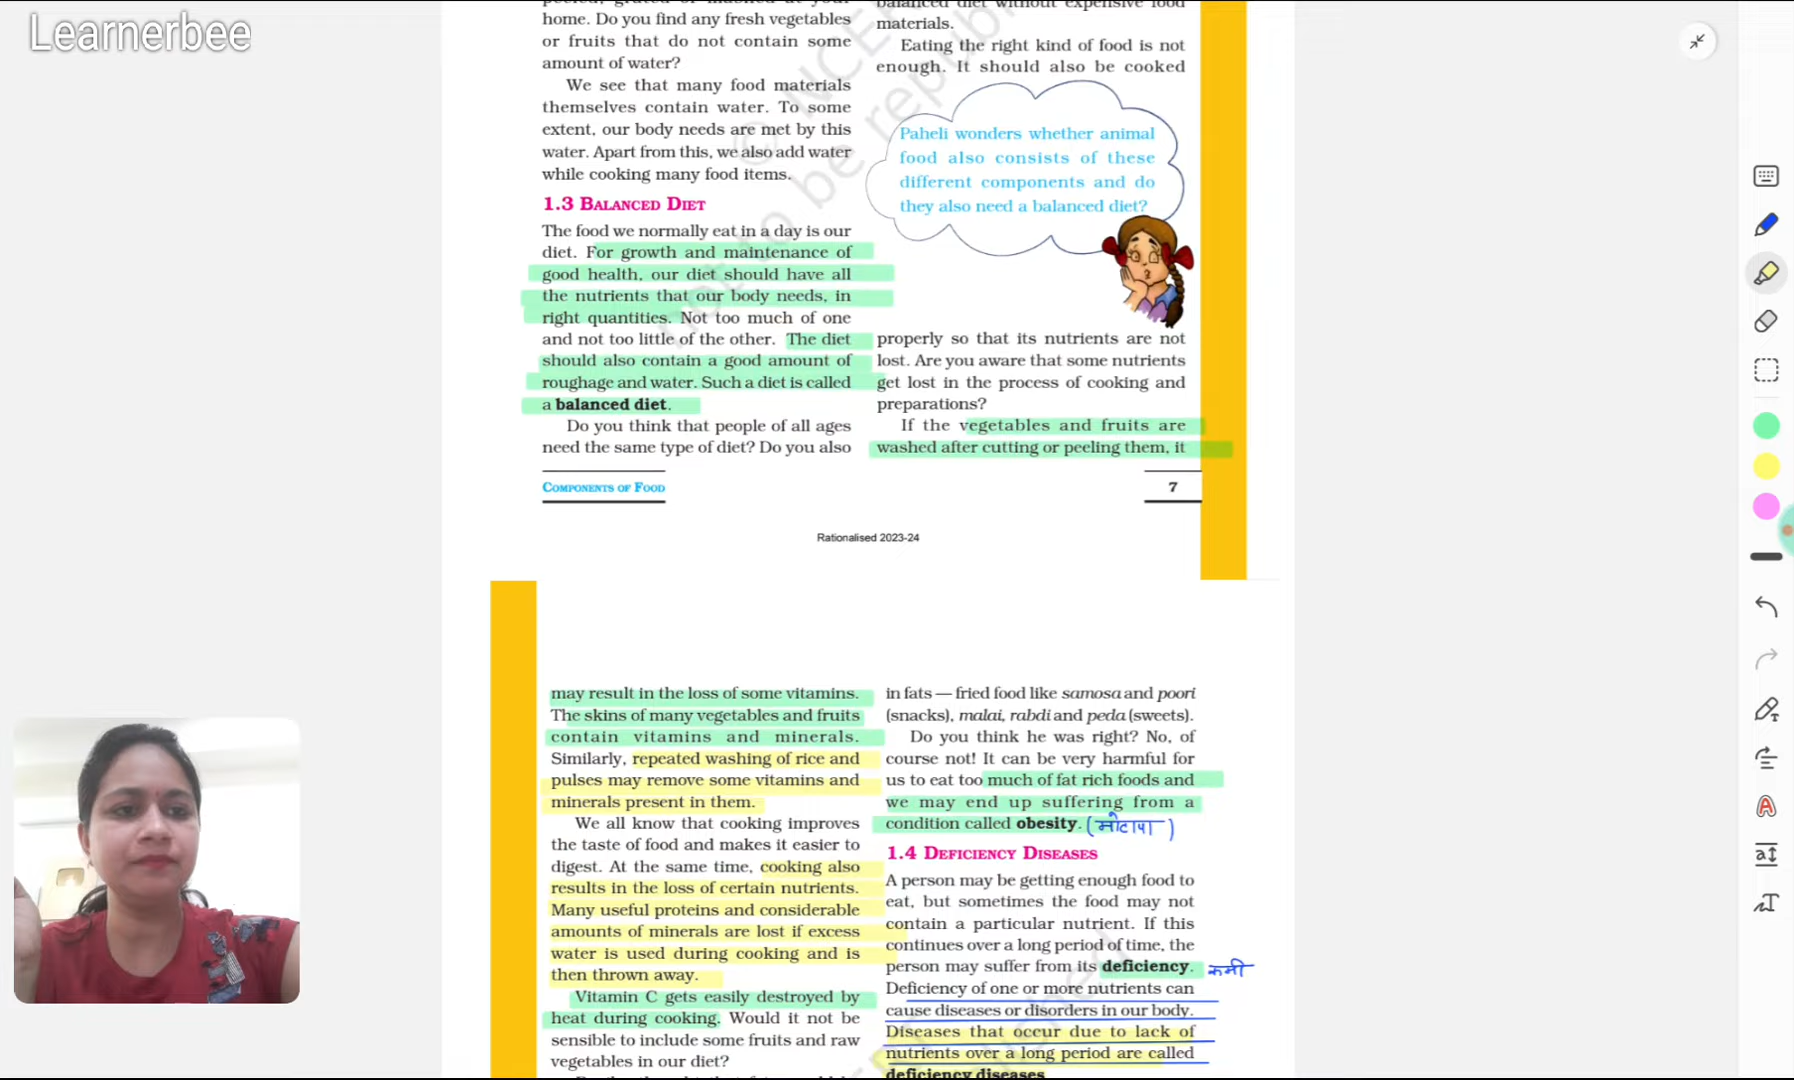 Learnerbee
home. Do you find any fresh vegetables
or fruits that do not contain some
amount of water?
We see that many food materials
themselves contain water. To some
extent, our body needs are met by this
water. Apart from this, we also add water
while cooking many food items.
1.3 BALANCED DIET
The food we normally eat in a day is our
diet. For growth and maintenance of
good health, our diet should have all
the nutrients that our body needs, in
right quantities. Not too much of one
and not too little of the other. The diet
should also contain a good amount of
roughage and water. Such a diet is called
a balanced diet.
Do you think that people of all ages
need the same type of diet? Do you also
balanced diet without expensive food
materials.
Eating the right kind of food is not
enough. It should also be cooked
Paheli wonders whether animal
food also consists of these
different components and do
they also need a balanced diet?
properly so that its nutrients are not
lost. Are you aware that some nutrients
get lost in the process of cooking and
preparations?
If the vegetables and fruits are
washed after cutting or peeling them, it
COMPONENTS OF FOOD
7
Rationalised 2023-24
may result in the loss of some vitamins.
The skins of many vegetables and fruits
contain vitamins and minerals.
Similarly, repeated washing of rice and
pulses may remove some vitamins and
minerals present in them.
We all know that cooking improves
the taste of food and makes it easier to
digest. At the same time, cooking also
results in the loss of certain nutrients.
Many useful proteins and considerable
amounts of minerals are lost if excess
water is used during cooking and is
then thrown away.
Vitamin C gets easily destroyed by
heat during cooking. Would it not be
sensible to include some fruits and raw
vegetables in our diet?
in fats — fried food like samosa and poori
(snacks), malai, rabdi and peda (sweets).
Do you think he was right? No, of
course not! It can be very harmful for
us to eat too much of fat rich foods and
we may end up suffering from a
condition called obesity. (मोटापा)
1.4 DEFICIENCY DISEASES
A person may be getting enough food to
eat, but sometimes the food may not
contain a particular nutrient. If this
continues over a long period of time, the
person may suffer from its deficiency. कमी
Deficiency of one or more nutrients can
cause diseases or disorders in our body.
Diseases that occur due to lack of
nutrients over a long period are called
deficiency diseases.